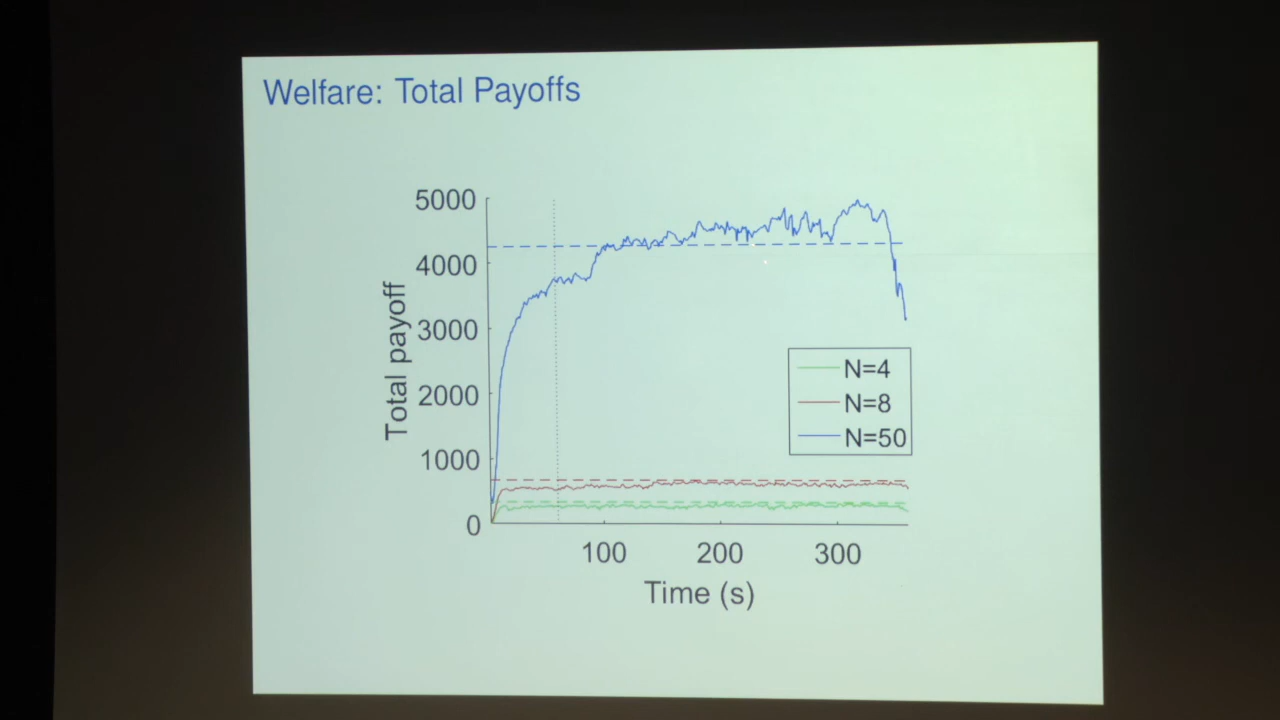 Welfare: Total Payoffs
5000
4000
3000
2000
1000
0
Total payoff
100 200 300
Time (s)
N=4
N=8
N=50